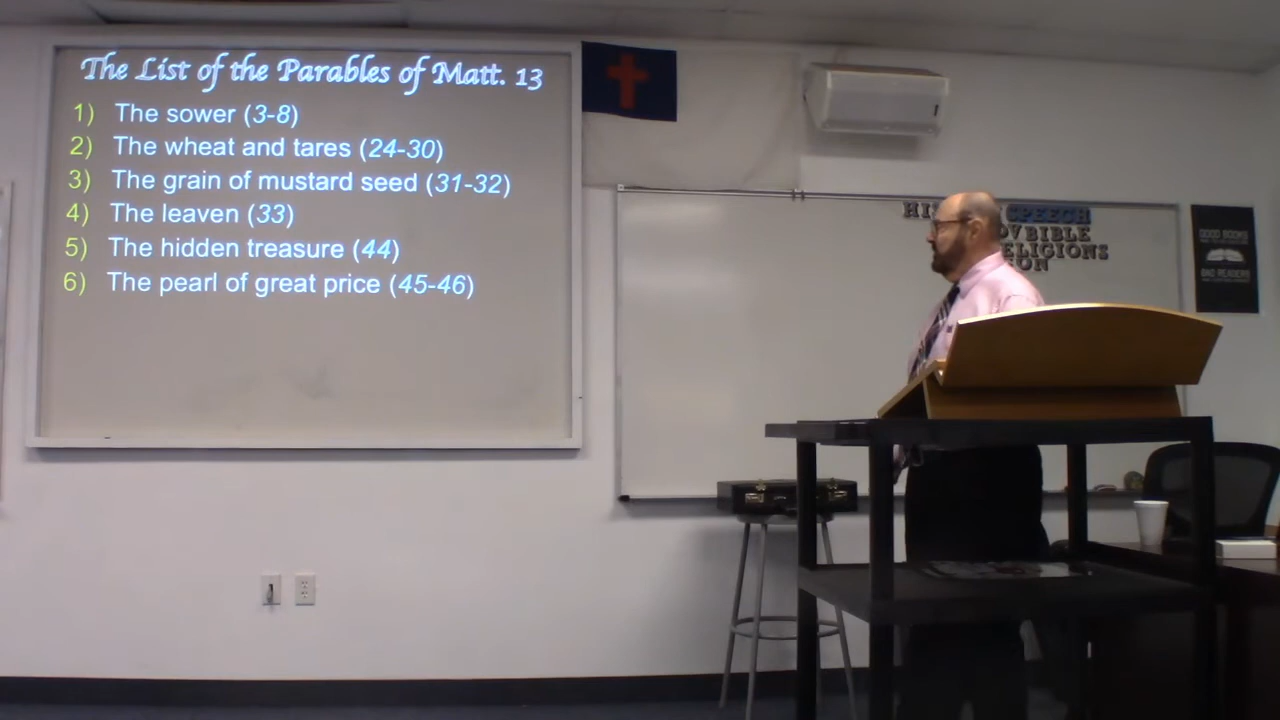 The List of the Parables of Matt. 13
1) The sower (3-8)
2) The wheat and tares (24-30)
3) The grain of mustard seed (31-32)
4) The leaven (33)
5) The hidden treasure (44)
6) The pearl of great price (45-46)
SPEECH
BIBLE
GOOD BOOKS
BAD READERS